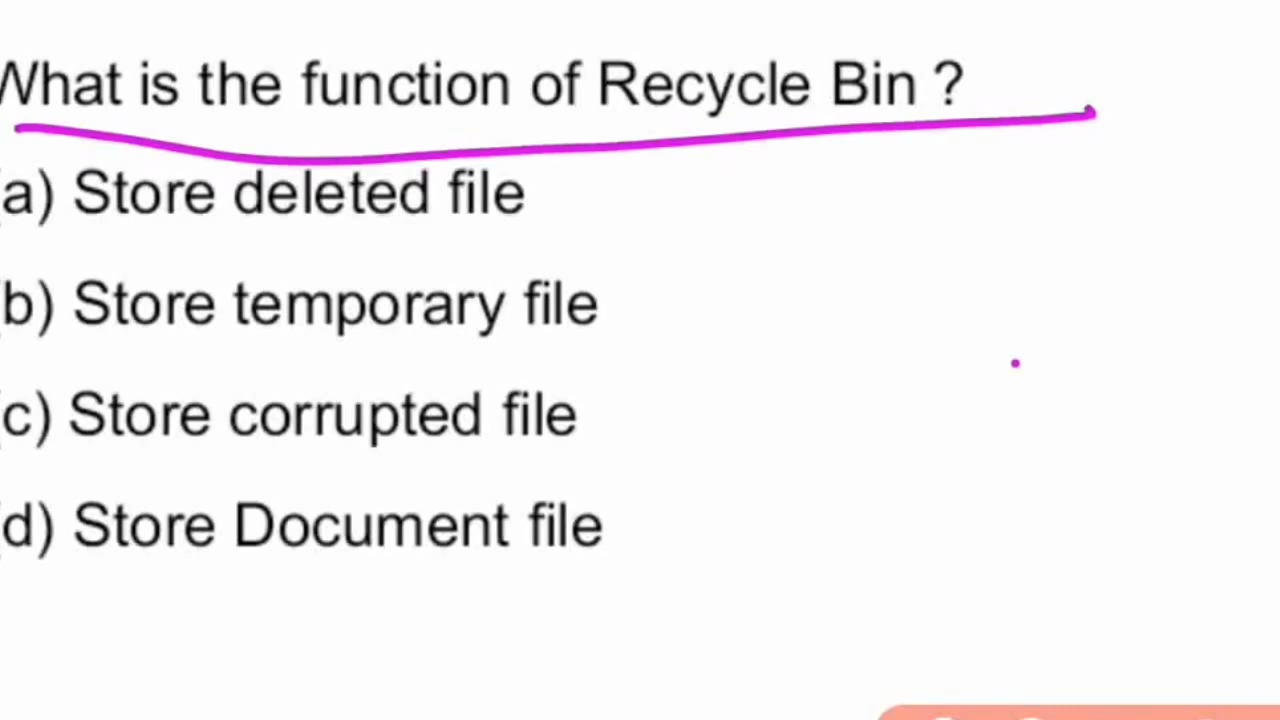 What is the function of Recycle Bin ?
(a) Store deleted file
(b) Store temporary file
(c) Store corrupted file
(d) Store Document file